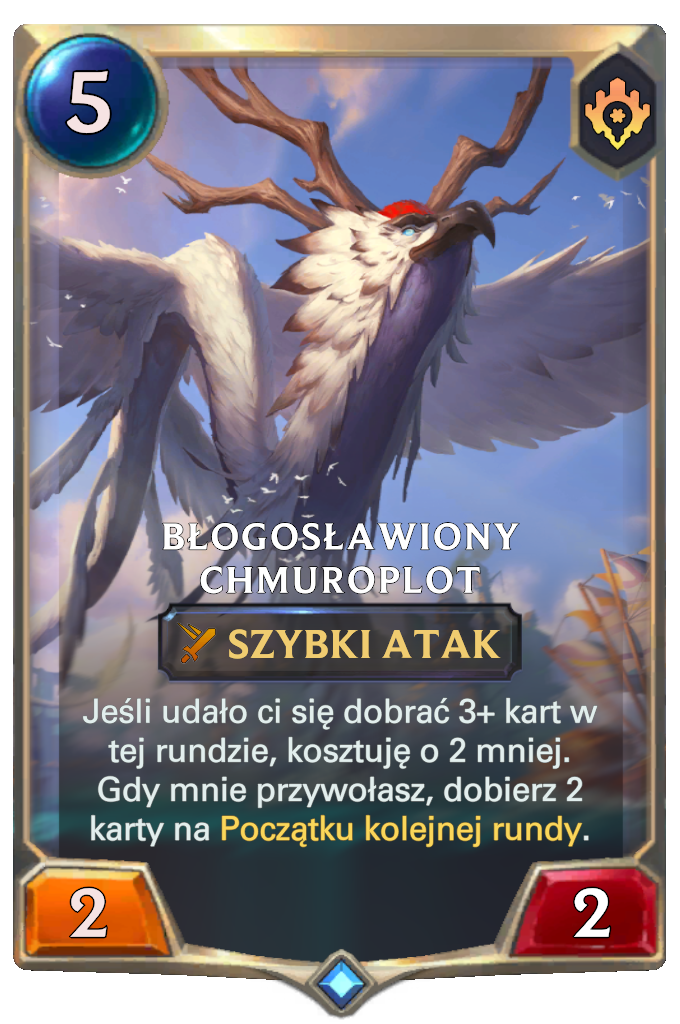 5
BŁOGOSŁAWIONY
CHMUROPLOT
SZYBKI ATAK
Jeśli udało ci się dobrać 3+ kart w
tej rundzie, kosztuję o 2 mniej.
Gdy mnie przywołasz, dobierz 2
karty na Początku kolejnej rundy.
2
2